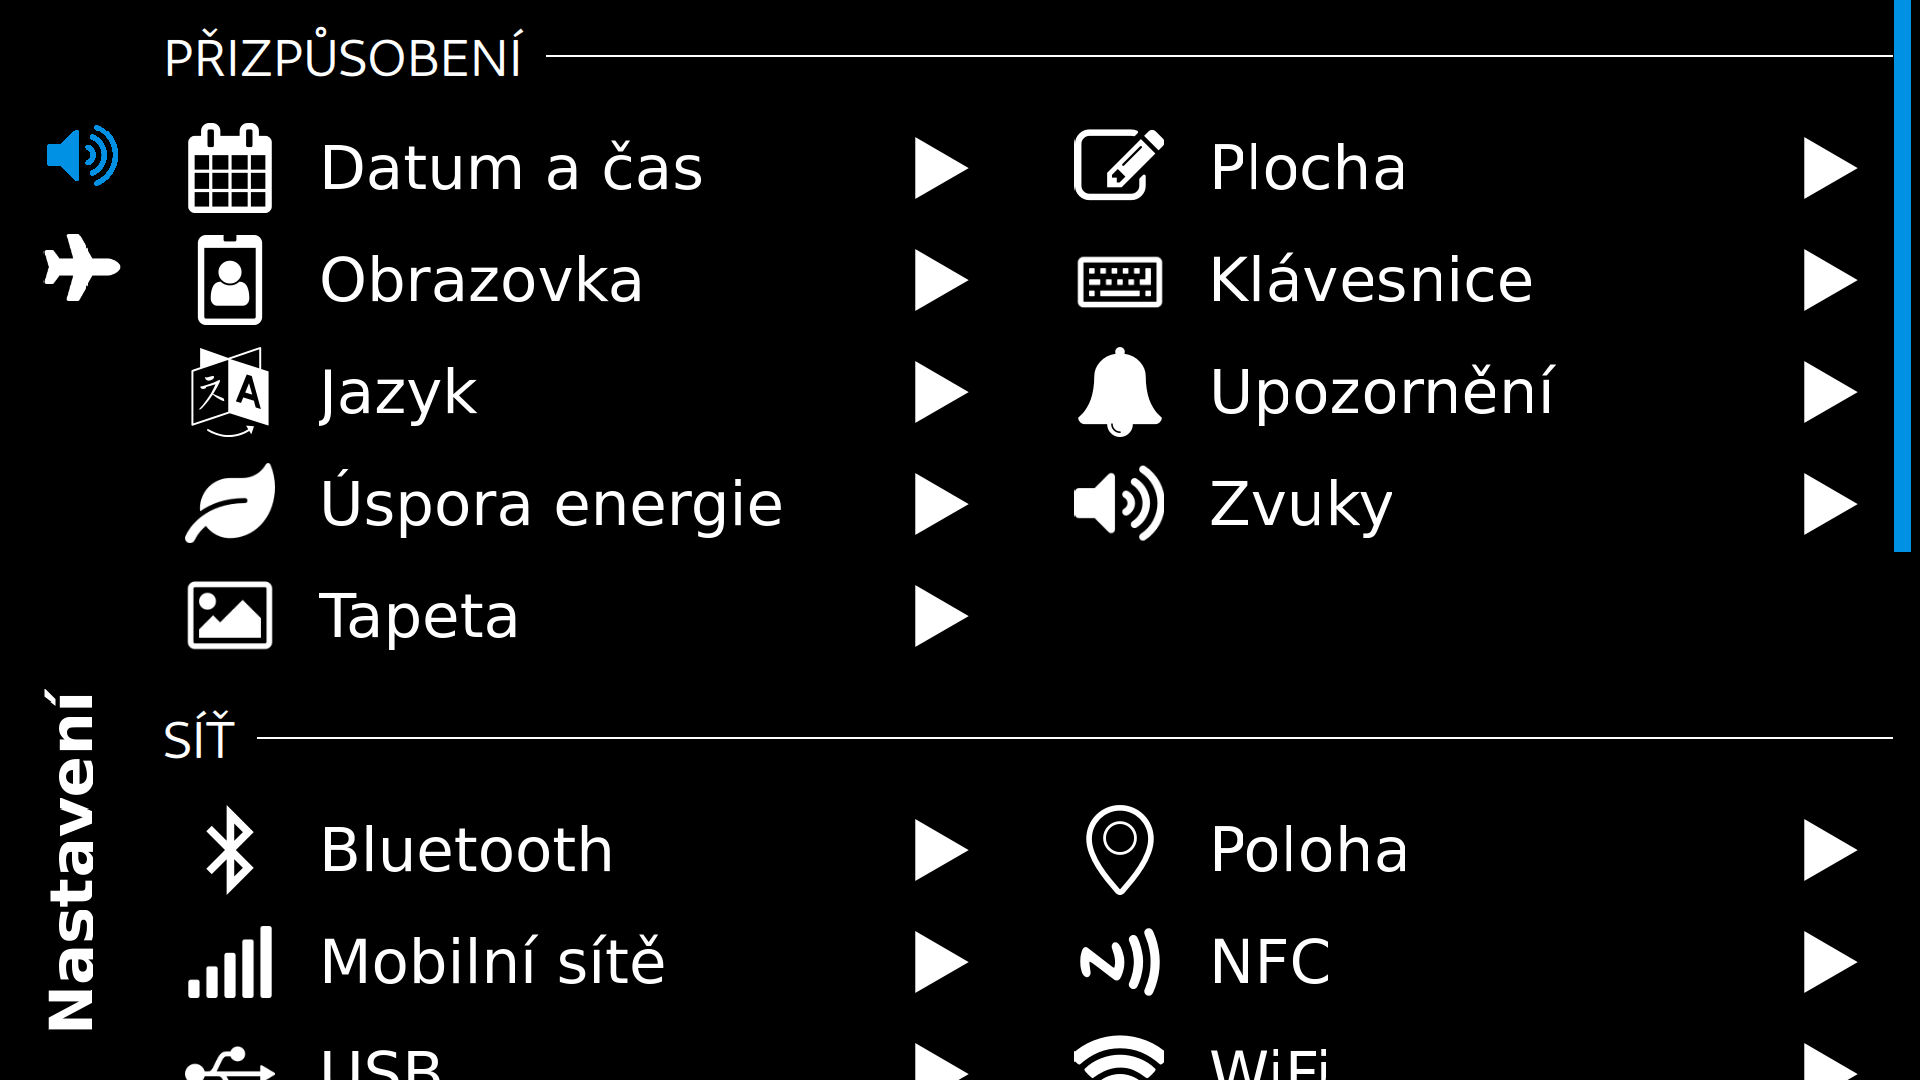 PŘIZPŮSOBENÍ
Datum a čas
Plocha
Obrazovka
Klávesnice
Jazyk
Upozornění
Úspora energie
Zvuky
Tapeta
SÍŤ
Bluetooth
Poloha
Mobilní sítě
NFC
USB
WiFi
Nastavení